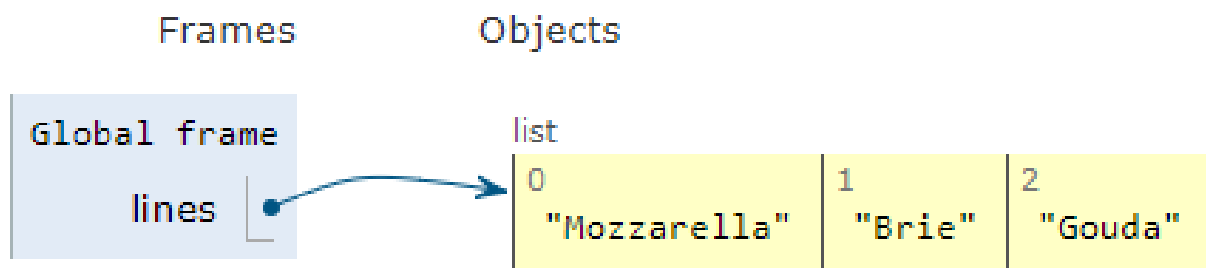 Frames Objects
Global frame
list
lines
0 1 2
"Mozzarella" "Brie" "Gouda"